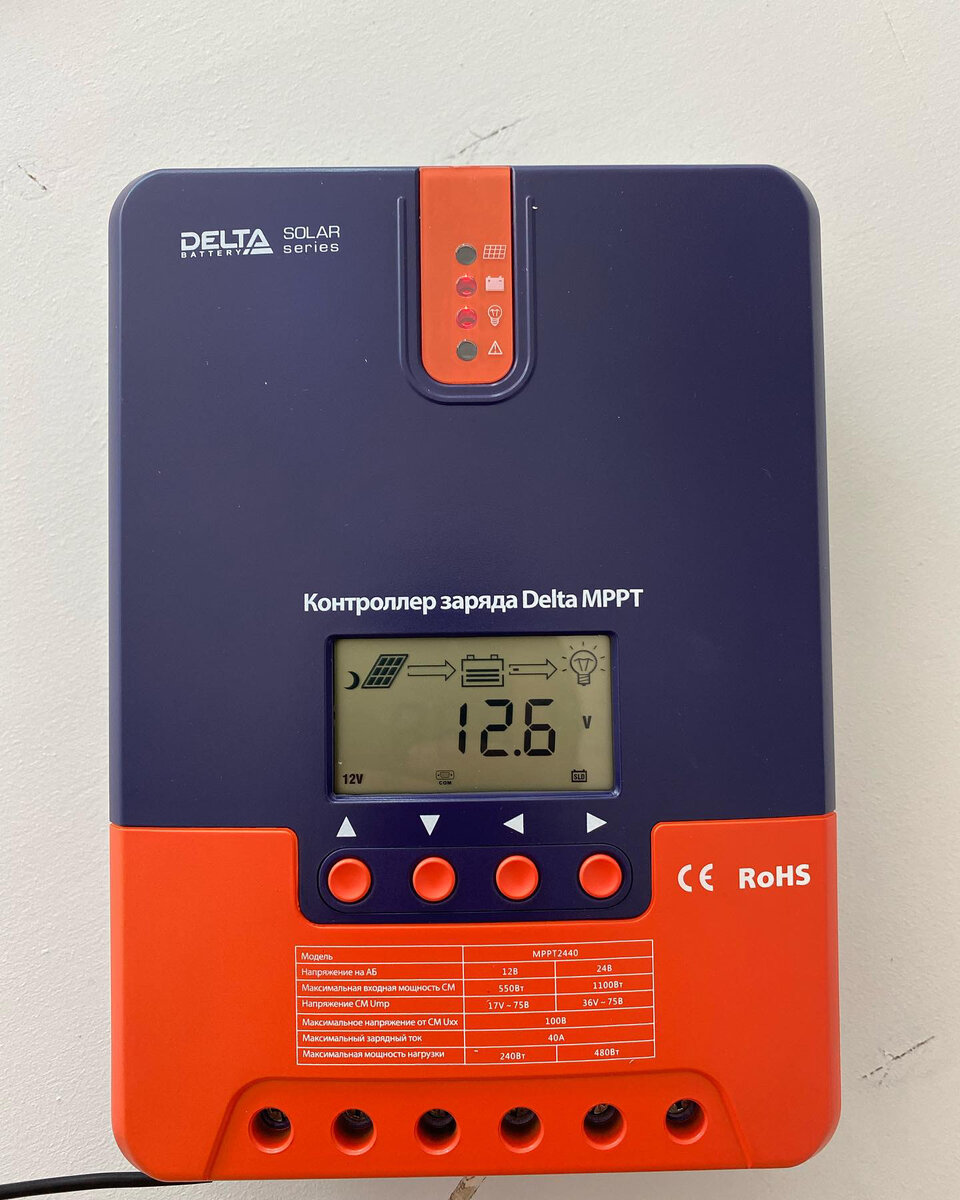 DELTA
BATTERY
SOLAR
series
Контроллер заряда Delta MPPT
12.6 V
12V COM SLD
CE RoHS
Модель MPPT2440
Напряжение на АБ 12В 24В
Максимальная входная мощность СМ 550Вт 1100Вт
Напряжение СМ Ump 17V ~ 75В 36V ~ 75В
Максимальное напряжение от СМ Uxx 100В
Максимальный зарядный ток 40А
Максимальная мощность нагрузки 240Вт 480Вт